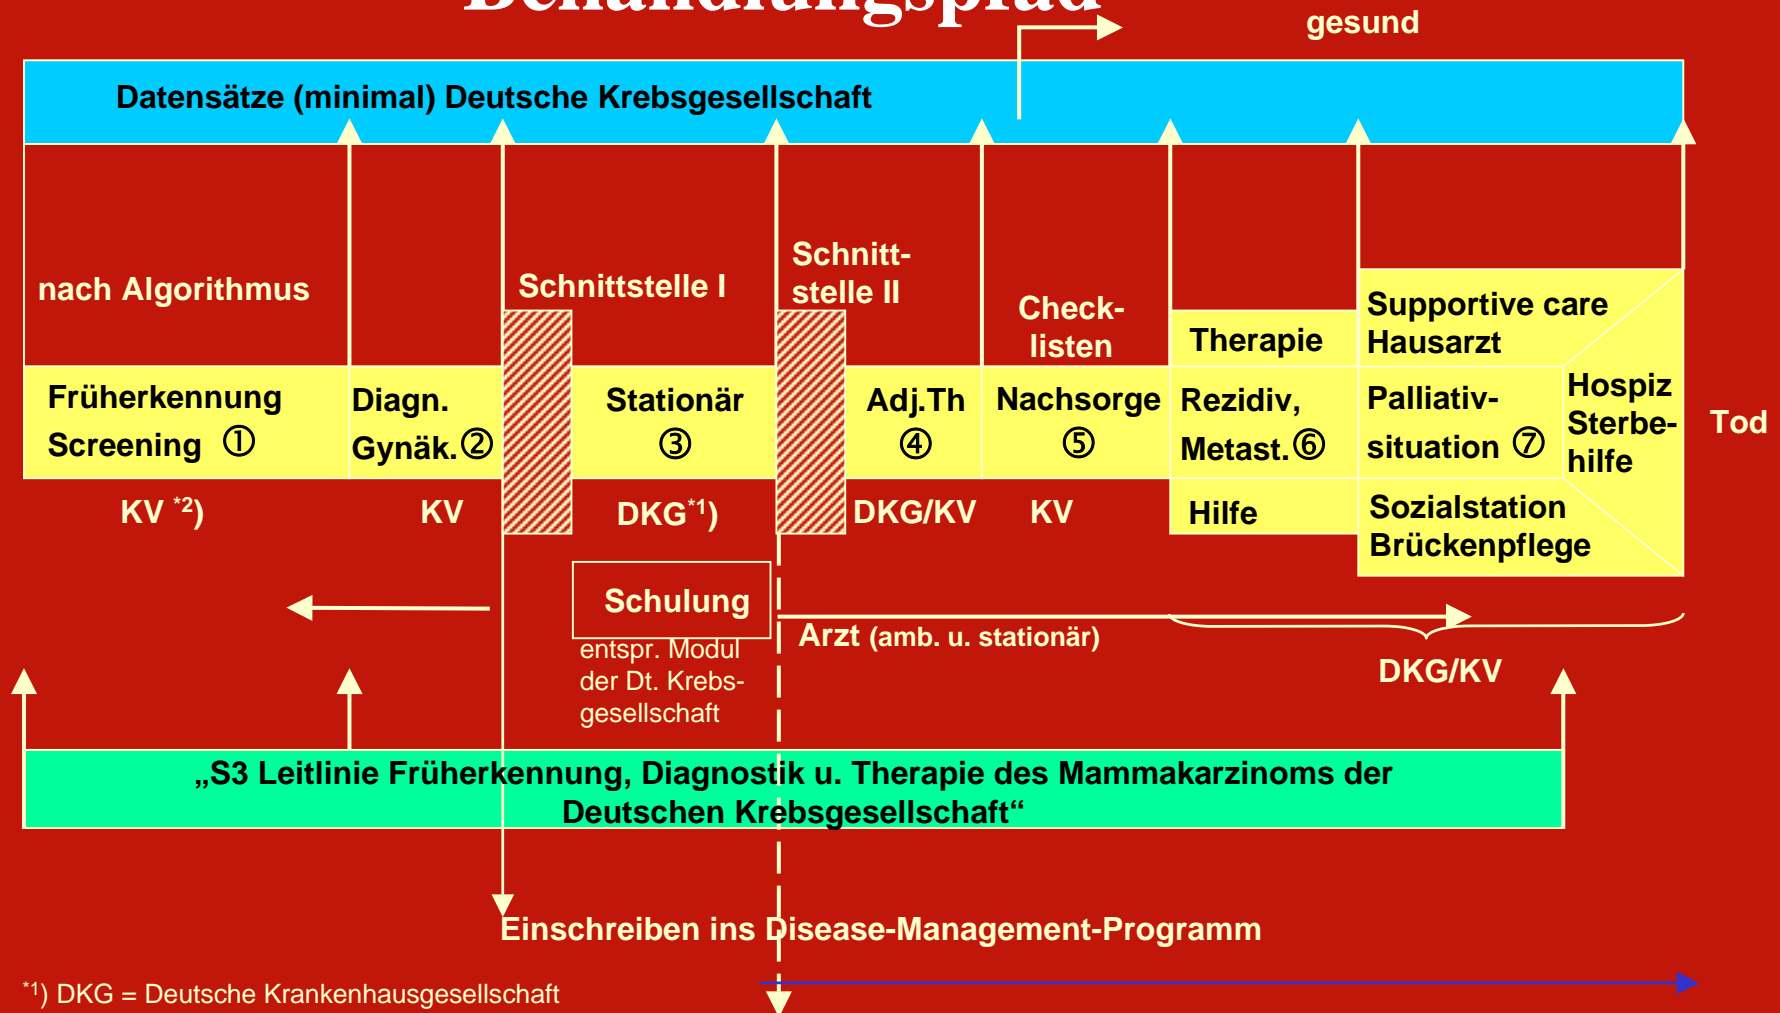 Behandlungspfad
gesund
Datensätze (minimal) Deutsche Krebsgesellschaft
nach Algorithmus
Schnittstelle I
Schnitt-
stelle II
Check-
listen
Therapie
Supportive care
Hausarzt
Früherkennung
Screening ①
Diagn.
Gynäk.②
Stationär
③
Adj.Th
④
Nachsorge
⑤
Rezidiv,
Metast.⑥
Palliativ-
situation ⑦
Hospiz
Sterbe-
hilfe
Tod
KV *2)
KV
DKG*1)
DKG/KV
KV
Hilfe
Sozialstation
Brückenpflege
Schulung
entspr. Modul
der Dt. Krebs-
gesellschaft
Arzt (amb. u. stationär)
DKG/KV
„S3 Leitlinie Früherkennung, Diagnostik u. Therapie des Mammakarzinoms der
Deutschen Krebsgesellschaft“
Einschreiben ins Disease-Management-Programm
*1) DKG = Deutsche Krankenhausgesellschaft